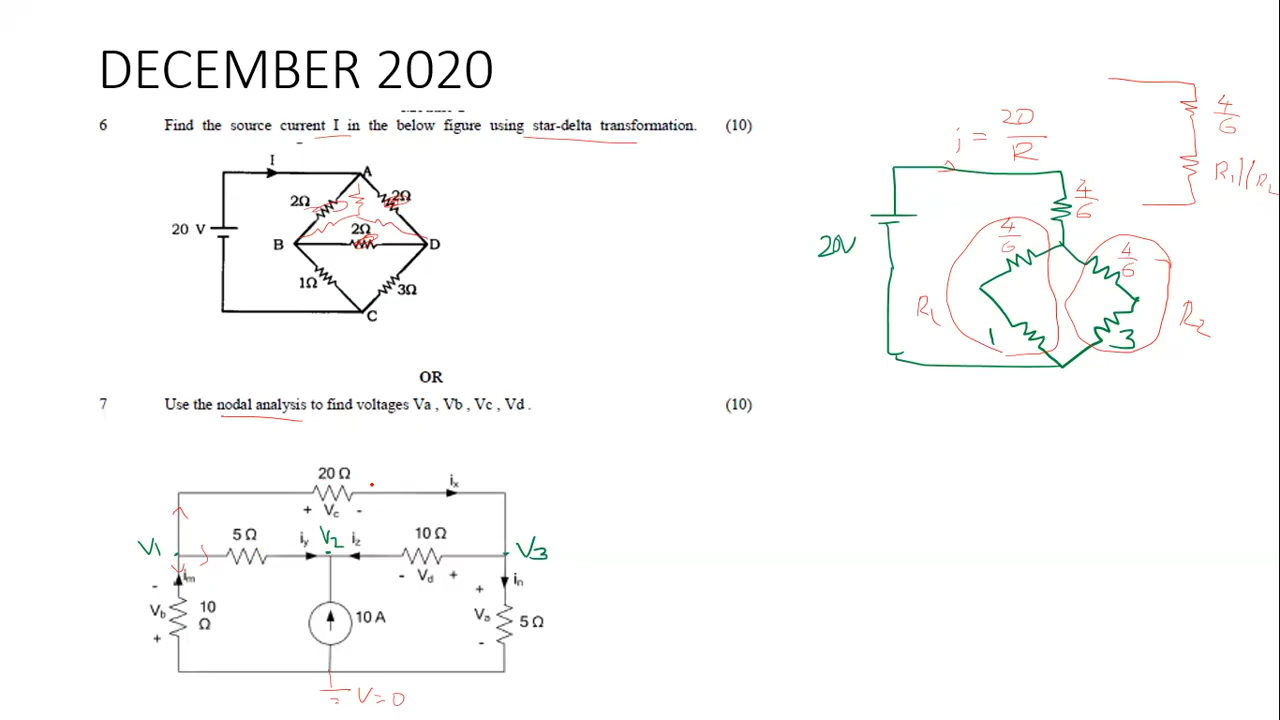 DECEMBER 2020
6 Find the source current I in the below figure using star-delta transformation. (10)
I
A
2Ω
2Ω
20 V
2Ω
B
D
1Ω
3Ω
C
OR
7 Use the nodal analysis to find voltages Va , Vb , Vc , Vd . (10)
20 Ω
ix
+ Vc -
5 Ω
iy
V2
iz
10 Ω
V1
V3
- Vd +
im
in
-
Vb
+
10
Ω
10 A
+
Va
-
5 Ω
V=0
i = 20/R
4/6
R1//R2
4/6
20V
4/6
4/6
R1
R2
1
3